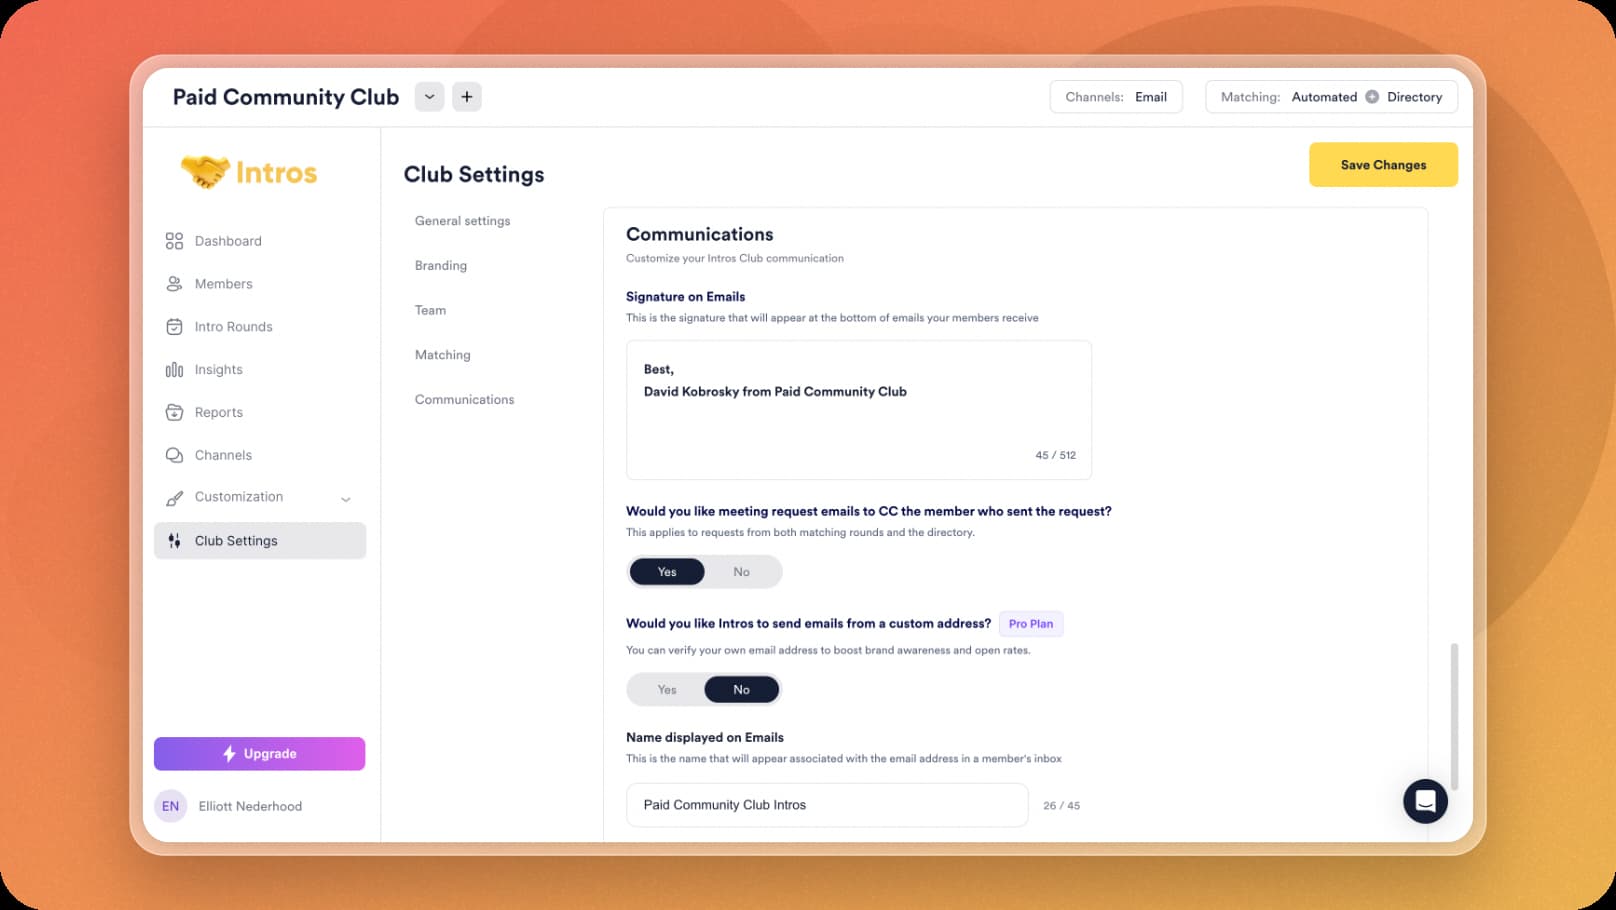 Paid Community Club
Channels: Email
Matching: Automated Directory
Intros
Dashboard
Members
Intro Rounds
Insights
Reports
Channels
Customization
Club Settings
Upgrade
EN Elliott Nederhood
Club Settings
Save Changes
General settings
Branding
Team
Matching
Communications
Communications
Customize your Intros Club communication
Signature on Emails
This is the signature that will appear at the bottom of emails your members receive
Best,
David Kobrosky from Paid Community Club
45 / 512
Would you like meeting request emails to CC the member who sent the request?
This applies to requests from both matching rounds and the directory.
Yes No
Would you like Intros to send emails from a custom address? Pro Plan
You can verify your own email address to boost brand awareness and open rates.
Yes No
Name displayed on Emails
This is the name that will appear associated with the email address in a member's inbox
Paid Community Club Intros 26 / 45